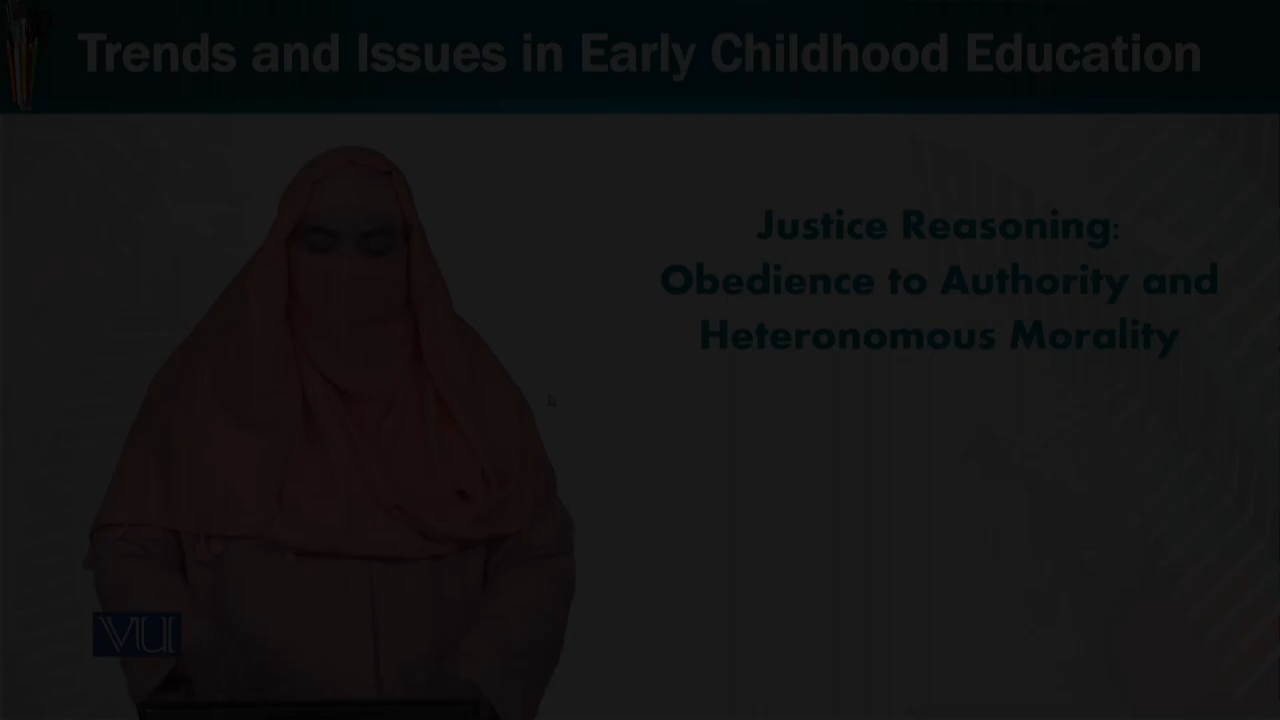 Trends and Issues in Early Childhood Education
Justice Reasoning:
Obedience to Authority and
Heteronomous Morality
VU